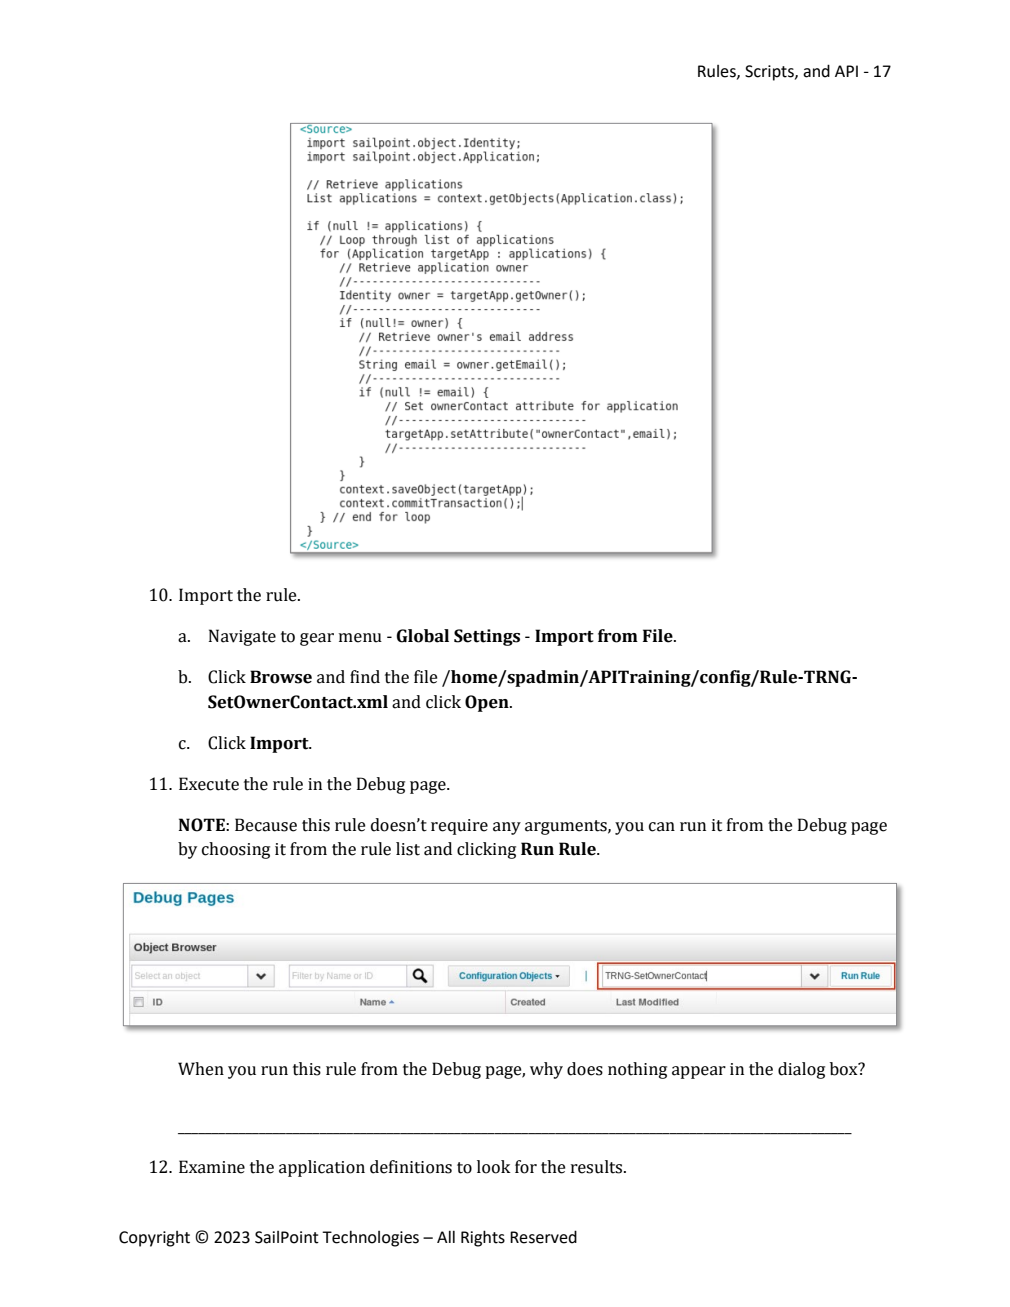 Rules, Scripts, and API - 17
<Source>
import sailpoint.object.Identity;
import sailpoint.object.Application;
// Retrieve applications
List applications = context.getObjects(Application.class);
if (null != applications) {
// Loop through list of applications
for (Application targetApp : applications) {
// Retrieve application owner
//-----------------------------
Identity owner = targetApp.getOwner();
//-----------------------------
if (null!= owner) {
// Retrieve owner's email address
//-----------------------------
String email = owner.getEmail();
//-----------------------------
if (null != email) {
// Set ownerContact attribute for application
//-----------------------------
targetApp.setAttribute("ownerContact",email);
//-----------------------------
}
}
context.saveObject(targetApp);
context.commitTransaction();
} // end for loop
}
</Source>
10. Import the rule.
a. Navigate to gear menu - Global Settings - Import from File.
b. Click Browse and find the file /home/spadmin/APITraining/config/Rule-TRNG-
SetOwnerContact.xml and click Open.
c. Click Import.
11. Execute the rule in the Debug page.
NOTE: Because this rule doesn't require any arguments, you can run it from the Debug page
by choosing it from the rule list and clicking Run Rule.
Debug Pages
Object Browser
Select an object Filter by Name or ID Configuration Objects | TRNG-SetOwnerContact Run Rule
ID Name Created Last Modified
When you run this rule from the Debug page, why does nothing appear in the dialog box?
12. Examine the application definitions to look for the results.
Copyright © 2023 SailPoint Technologies – All Rights Reserved